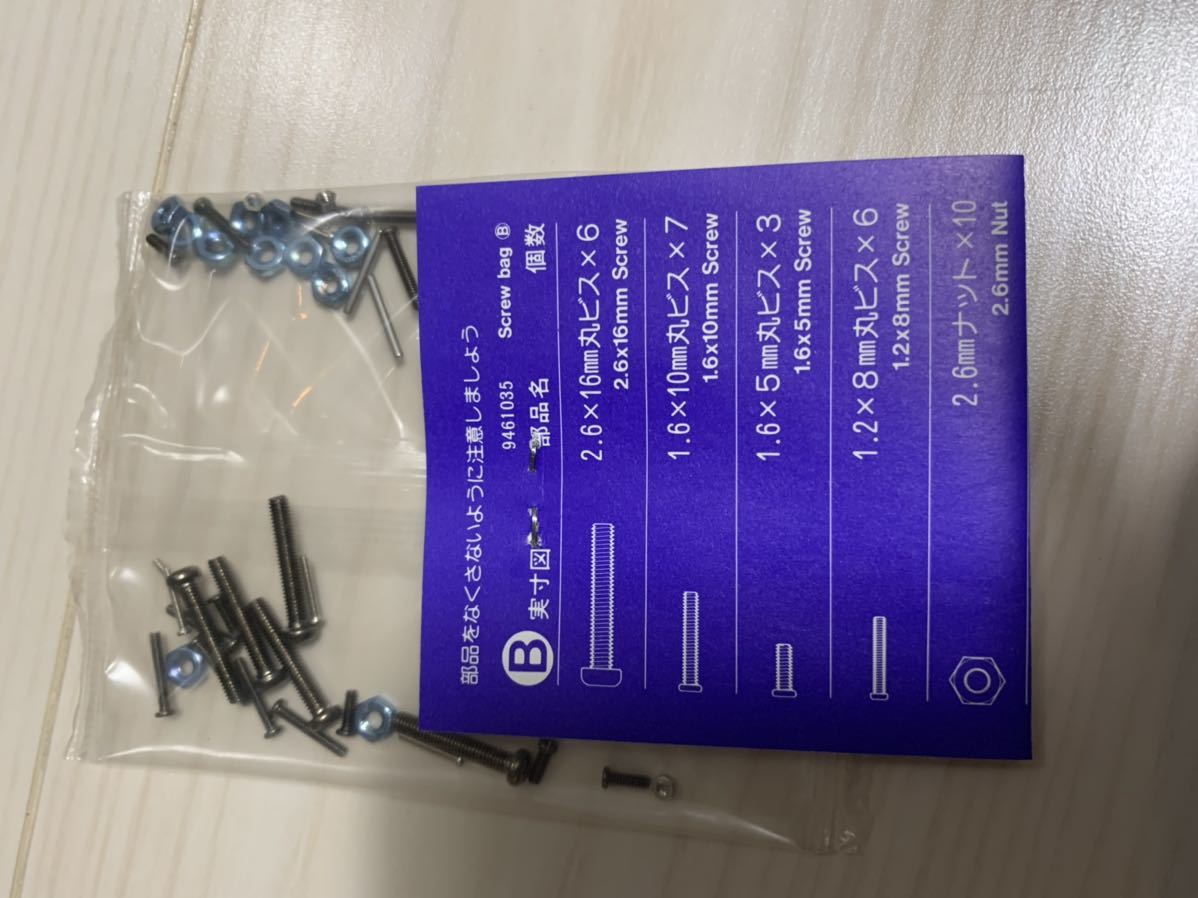 部品をなくさないように注意しましょう
9461035 Screw bag Ⓑ
Ⓑ 実寸図 部品名 個数
2.6×16㎜丸ビス×6
2.6x16mm Screw
1.6×10㎜丸ビス×7
1.6x10mm Screw
1.6×5㎜丸ビス×3
1.6x5mm Screw
1.2×8㎜丸ビス×6
1.2x8mm Screw
2.6㎜ナット×10
2.6mm Nut